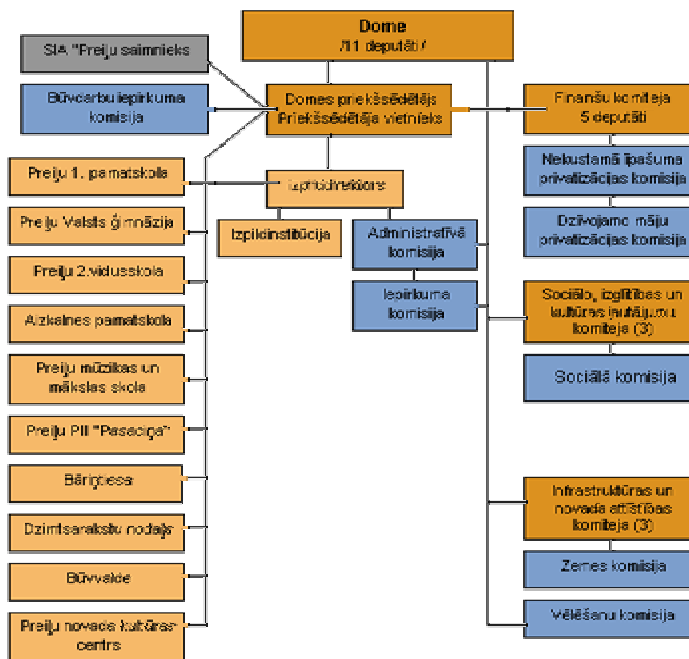 Dome
/11 deputāti/
SIA "Preiļu saimnieks
Būvdarbu iepirkuma
komisija
Domes priekšsēdētājs
Priekšsēdētāja vietnieks
Finanšu komiteja
5 deputāti
Nekustamā īpašuma
privatizācijas komisija
Dzīvojamo māju
privatizācijas komisija
Preiļu 1. pamatskola
Izpilddirektors
Preiļu Valsts ģimnāzija
Izpildinstitūcija
Administratīvā
komisija
Preiļu 2.vidusskola
Iepirkuma
komisija
Sociālo, izglītības un
kultūras jautājumu
komiteja (3)
Aizkalnes pamatskola
Preiļu mūzikas un
mākslas skola
Sociālā komisija
Preiļu PII "Pasaciņa"
Bāriņtiesa
Infrastruktūras un
novada attīstības
komiteja (3)
Dzimtsarakstu nodaļa
Būvvalde
Zemes komisija
Preiļu novada kultūras
centrs
Vēlēšanu komisija